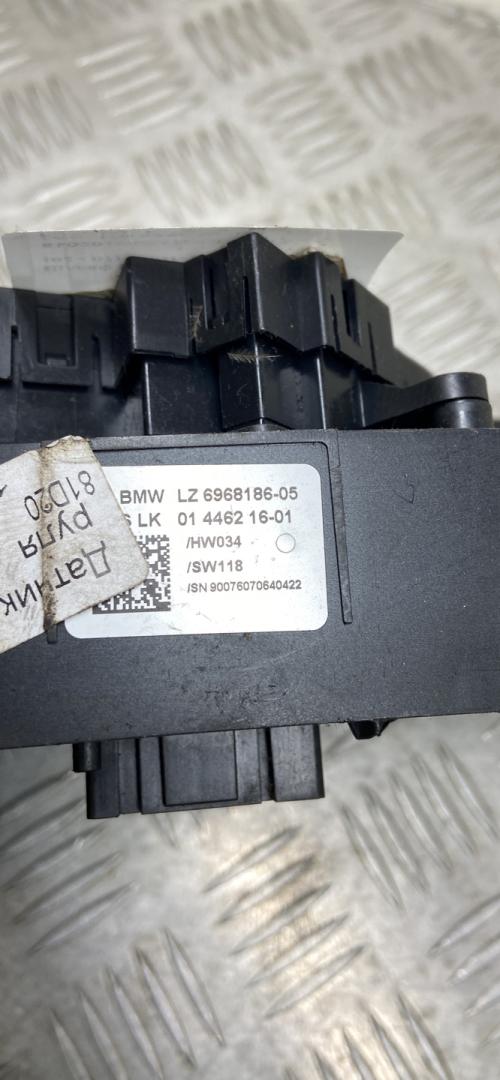 BMW LZ 6968186-05
S LK 01 4462 16-01
/HW034
/SW118
/SN 90076070640422
Датчик
руля
81D20